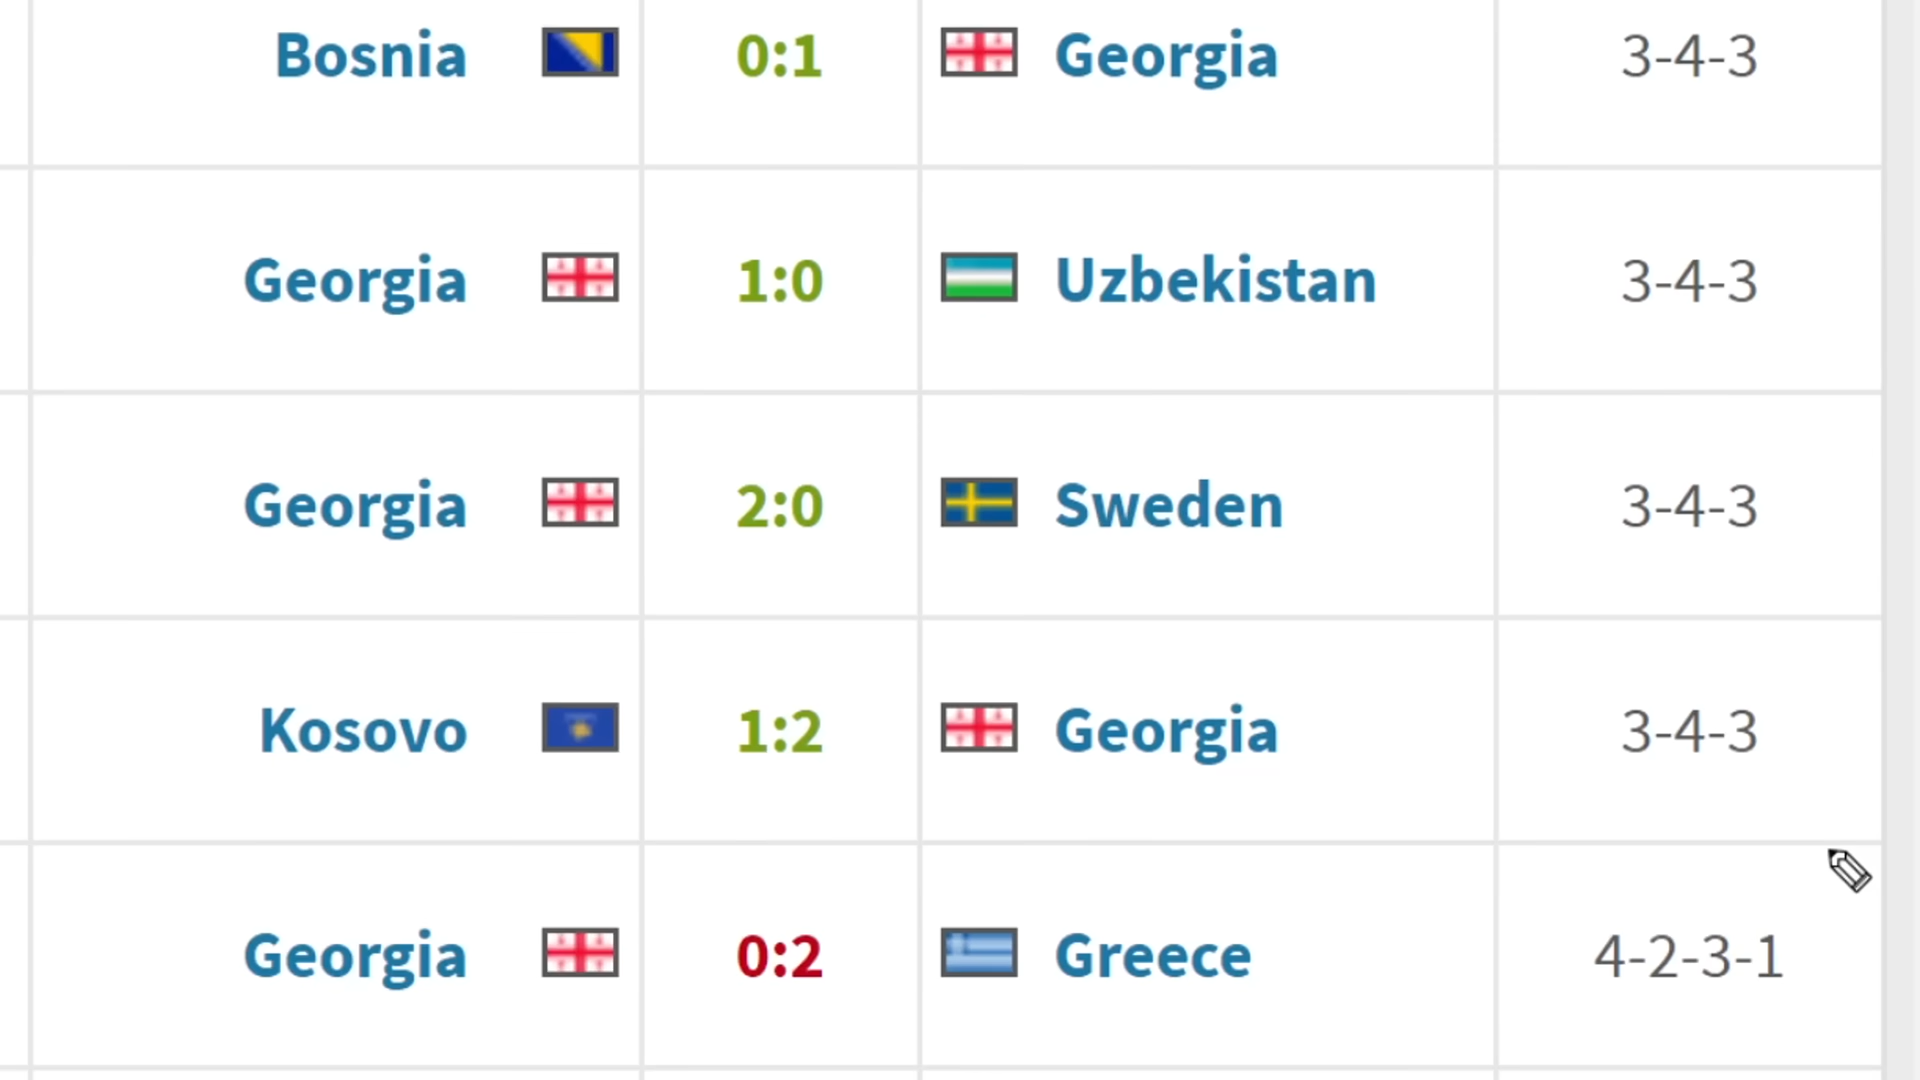 Bosnia 0:1 Georgia 3-4-3
Georgia 1:0 Uzbekistan 3-4-3
Georgia 2:0 Sweden 3-4-3
Kosovo 1:2 Georgia 3-4-3
Georgia 0:2 Greece 4-2-3-1